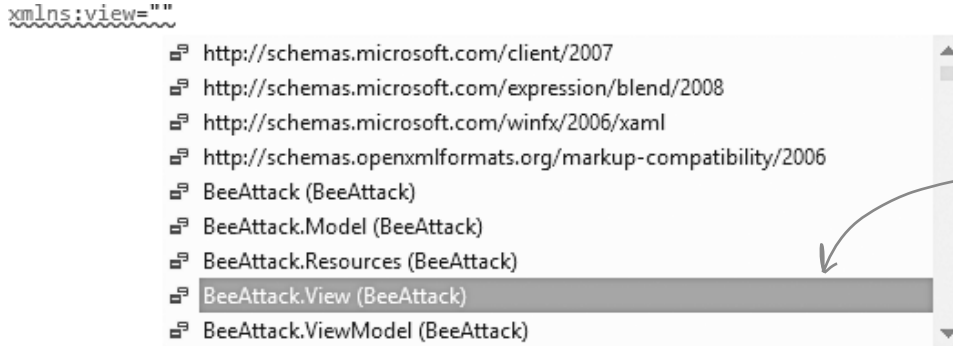 xmlns:view=""
http://schemas.microsoft.com/client/2007
http://schemas.microsoft.com/expression/blend/2008
http://schemas.microsoft.com/winfx/2006/xaml
http://schemas.openxmlformats.org/markup-compatibility/2006
BeeAttack (BeeAttack)
BeeAttack.Model (BeeAttack)
BeeAttack.Resources (BeeAttack)
BeeAttack.View (BeeAttack)
BeeAttack.ViewModel (BeeAttack)